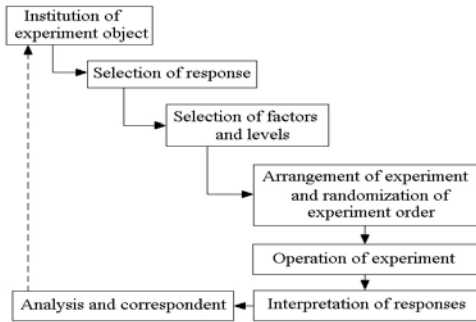 Institution of
experiment object
Selection of response
Selection of factors
and levels
Arrangement of experiment
and randomization of
experiment order
Operation of experiment
Interpretation of responses
Analysis and correspondent